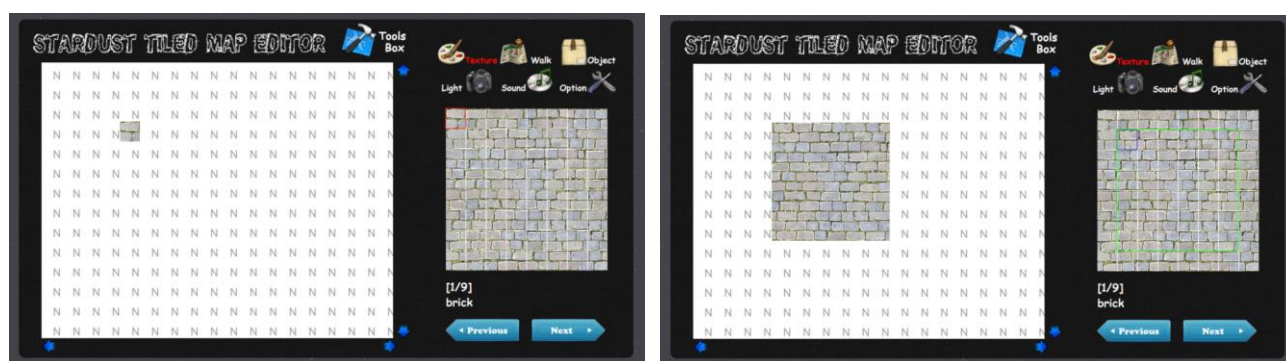 STARDUST TILED MAP EDITOR
Tools
Box
Texture Walk Object
Light Sound Option
N N N N N N N N N N N N N N N N N N
N N N N N N N N N N N N N N N N N N
N N N N N N N N N N N N N N N N N N
N N N N N N N N N N N N N N N N N
N N N N N N N N N N N N N N N N N N
N N N N N N N N N N N N N N N N N N
N N N N N N N N N N N N N N N N N N
N N N N N N N N N N N N N N N N N N
N N N N N N N N N N N N N N N N N N
N N N N N N N N N N N N N N N N N N
N N N N N N N N N N N N N N N N N N
N N N N N N N N N N N N N N N N N N
N N N N N N N N N N N N N N N N N N
N N N N N N N N N N N N N N N N N N
[1/9]
brick
Previous Next
STARDUST TILED MAP EDITOR
Tools
Box
Texture Walk Object
Light Sound Option
N N N N N N N N N N N N N N N N N N
N N N N N N N N N N N N N N N N N N
N N N N N N N N N N N N N N N N N N
N N N N N N N N N N N N
N N N N N N N N N N N N
N N N N N N N N N N N N
N N N N N N N N N N N N
N N N N N N N N N N N N
N N N N N N N N N N N N
N N N N N N N N N N N N N N N N N N
N N N N N N N N N N N N N N N N N N
N N N N N N N N N N N N N N N N N N
N N N N N N N N N N N N N N N N N N
N N N N N N N N N N N N N N N N N N
[1/9]
brick
Previous Next